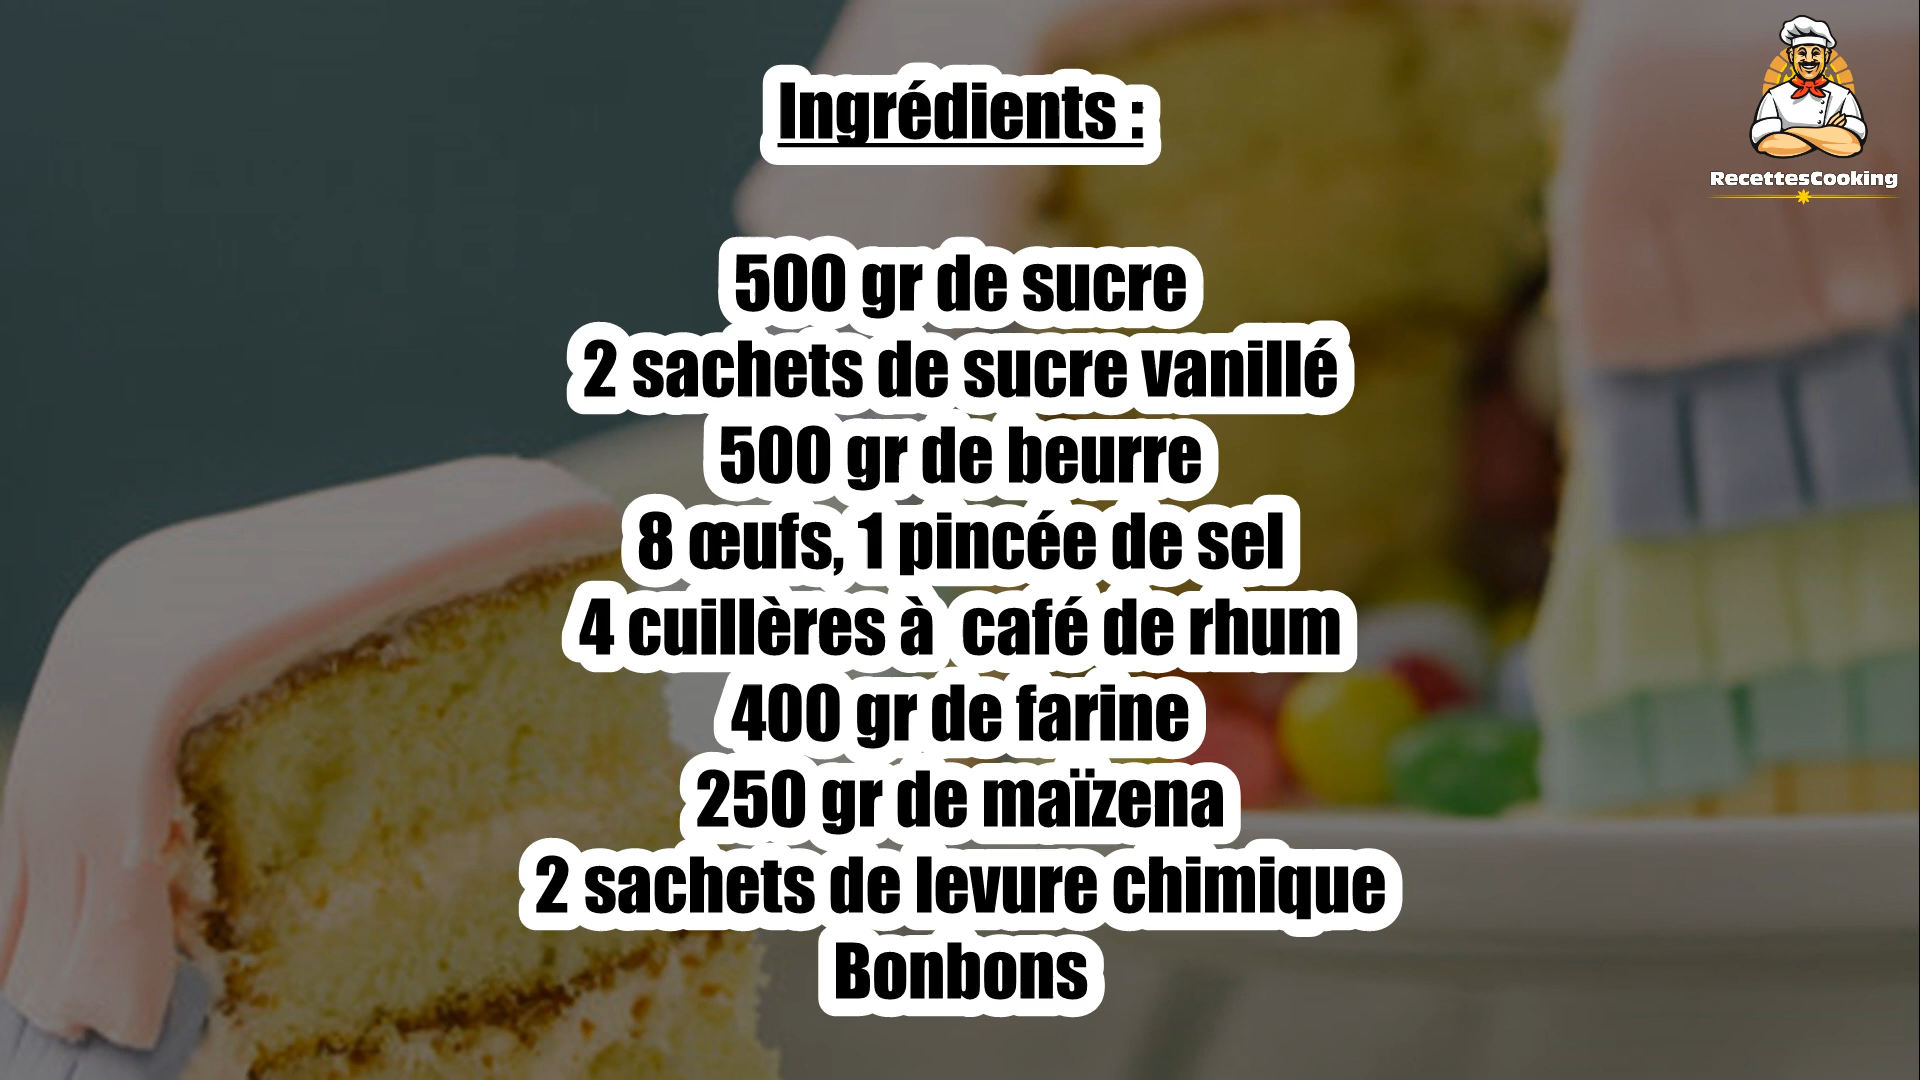 Ingrédients :
RecettesCooking
500 gr de sucre
2 sachets de sucre vanillé
500 gr de beurre
8 œufs, 1 pincée de sel
4 cuillères à  café de rhum
400 gr de farine
250 gr de maïzena
2 sachets de levure chimique
Bonbons